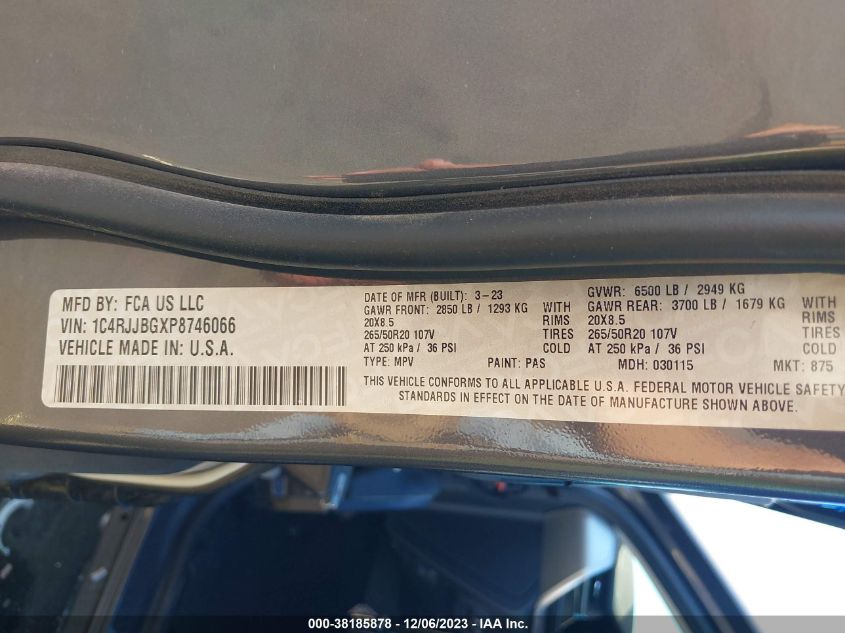 MFD BY: FCA US LLC
VIN: 1C4RJJBGXP8746066
VEHICLE MADE IN: U.S.A.
DATE OF MFR (BUILT): 3-23 GVWR: 6500 LB / 2949 KG
GAWR FRONT: 2850 LB / 1293 KG WITH GAWR REAR: 3700 LB / 1679 KG WITH
20X8.5 RIMS 20X8.5 RIMS
265/50R20 107V TIRES 265/50R20 107V TIRES
AT 250 kPa / 36 PSI COLD AT 250 kPa / 36 PSI COLD
TYPE: MPV PAINT: PAS MDH: 030115 MKT: 875
THIS VEHICLE CONFORMS TO ALL APPLICABLE U.S.A. FEDERAL MOTOR VEHICLE SAFETY
STANDARDS IN EFFECT ON THE DATE OF MANUFACTURE SHOWN ABOVE.
000-38185878 - 12/06/2023 - IAA Inc.